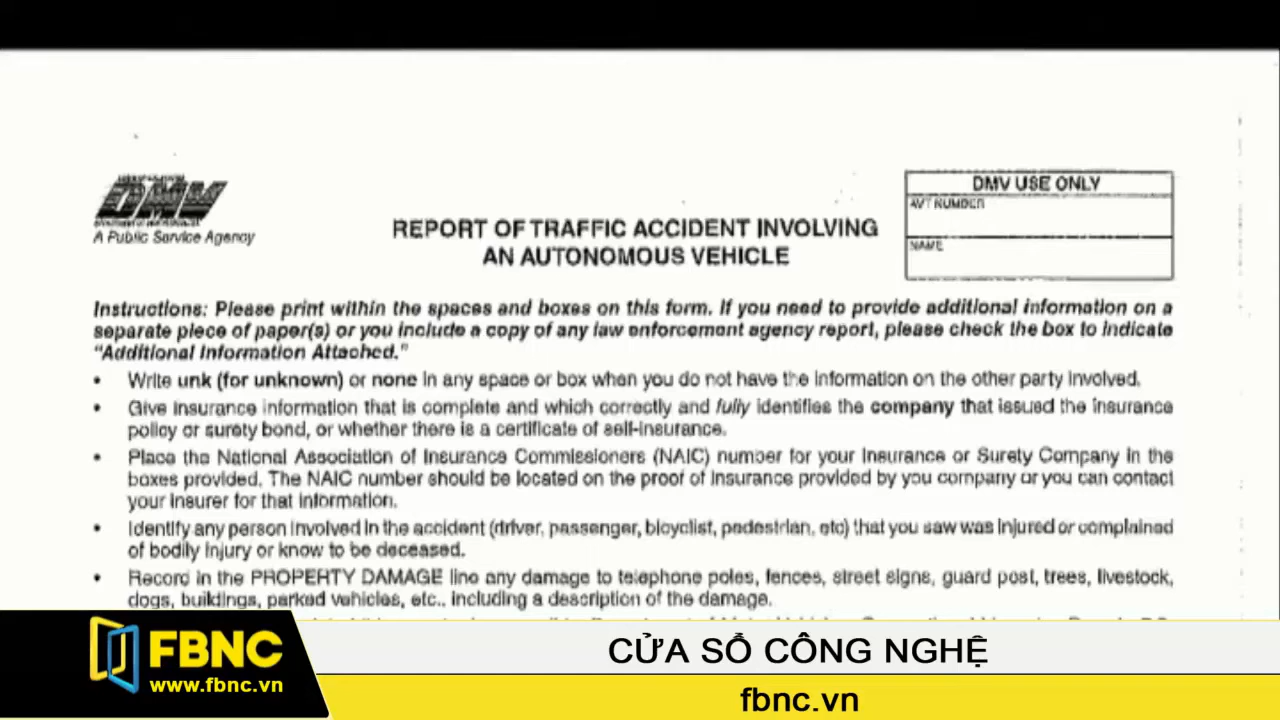 DMV
A Public Service Agency
REPORT OF TRAFFIC ACCIDENT INVOLVING
AN AUTONOMOUS VEHICLE
DMV USE ONLY
AVT NUMBER
NAME
Instructions: Please print within the spaces and boxes on this form. If you need to provide additional information on a
separate piece of paper(s) or you include a copy of any law enforcement agency report, please check the box to indicate
“Additional Information Attached.”
• Write unk (for unknown) or none in any space or box when you do not have the information on the other party involved.
• Give insurance information that is complete and which correctly and fully identifies the company that issued the insurance
policy or surety bond, or whether there is a certificate of self-insurance.
• Place the National Association of Insurance Commissioners (NAIC) number for your Insurance or Surety Company in the
boxes provided. The NAIC number should be located on the proof of insurance provided by you company or you can contact
your insurer for that information.
• Identify any person involved in the accident (driver, passenger, bicyclist, pedestrian, etc) that you saw was injured or complained
of bodily injury or know to be deceased.
• Record in the PROPERTY DAMAGE line any damage to telephone poles, fences, street signs, guard post, trees, livestock,
dogs, buildings, parked vehicles, etc., including a description of the damage.
FBNC
www.fbnc.vn
CỬA SỔ CÔNG NGHỆ
fbnc.vn